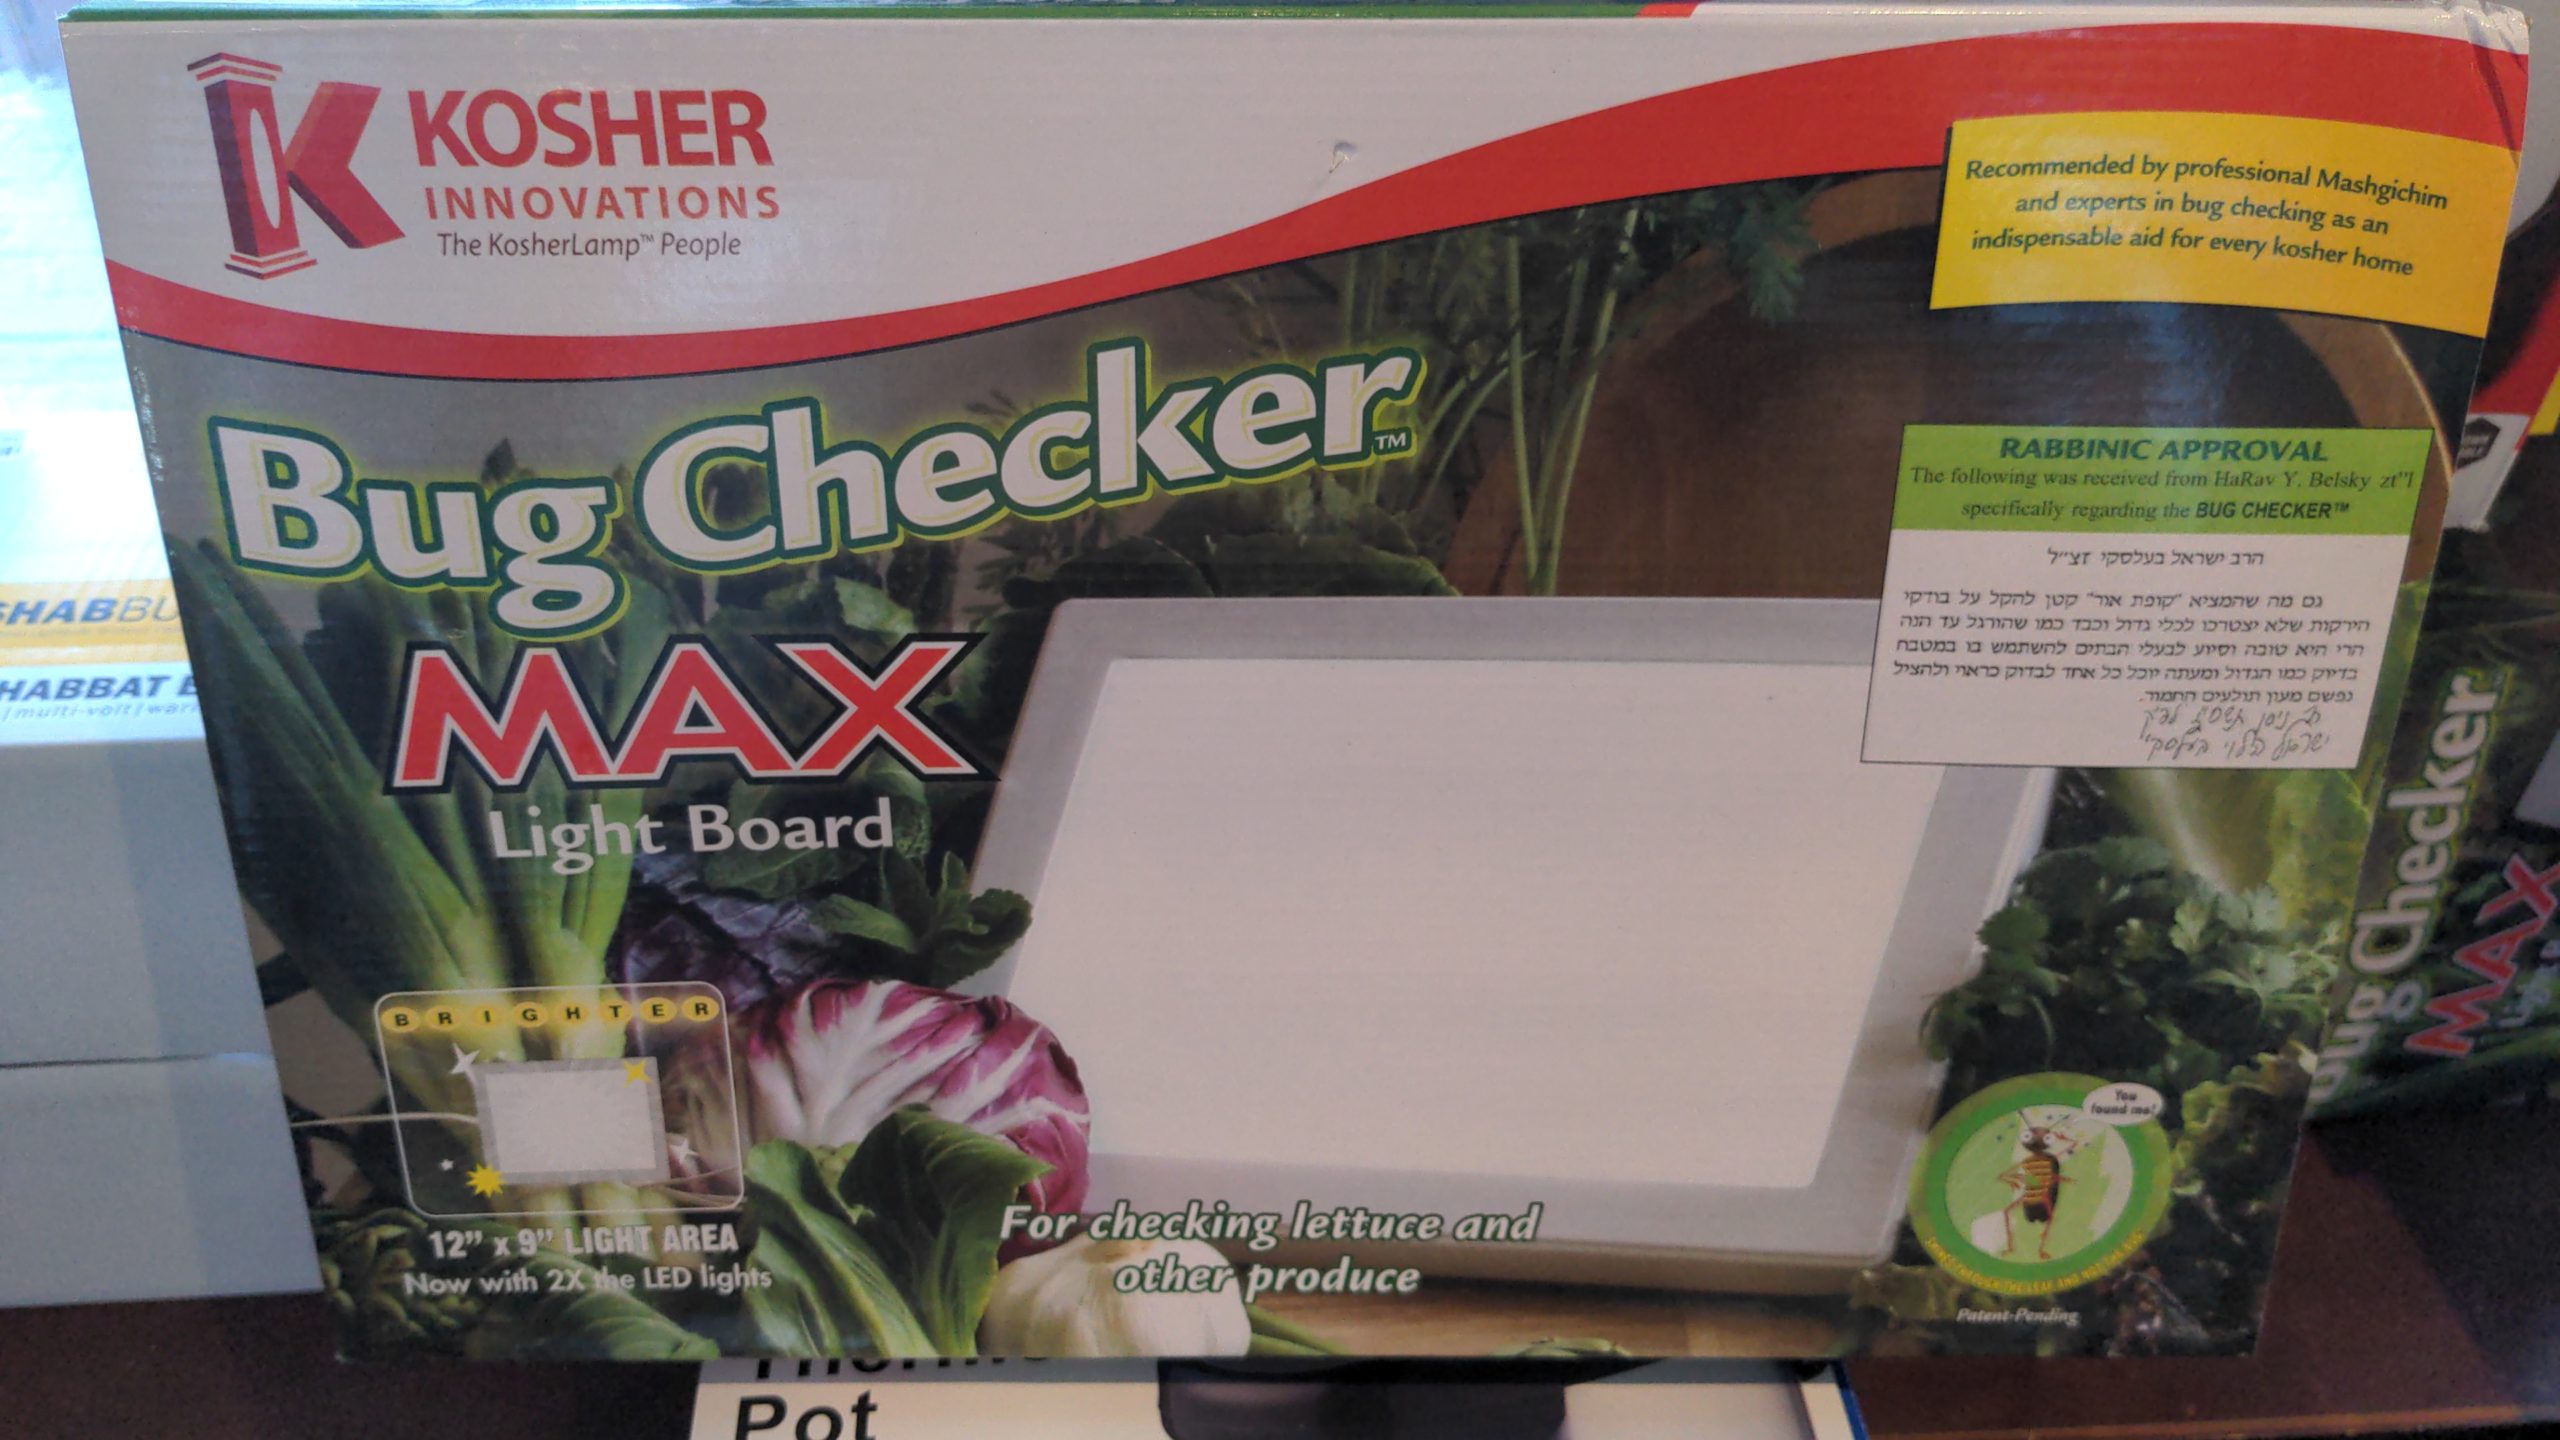 KOSHER
INNOVATIONS
The KosherLamp™ People
Recommended by professional Mashgichim
and experts in bug checking as an
indispensable aid for every kosher home
Bug Checker™
MAX
Light Board
RABBINIC APPROVAL
The following was received from HaRav Y. Belsky zt"l
specifically regarding the BUG CHECKER™
הרב ישראל בעלסקי זצ״ל
גם מה שהמציא "קופת אור" קטן להקל על בודקי
הירקות שלא יצטרכו לכלי גדול וכבד כמו שהורגל עד הנה
הרי היא טובה וסיוע לבעלי הבתים להשתמש בו במטבח
בדיוק כמו הגדול ומעתה יוכל כל אחד לבדוק כראוי ולהציל
נפשם מעון תולעים החמור.
BRIGHTER
12" x 9" LIGHT AREA
Now with 2X the LED lights
For checking lettuce and
other produce
You
found me!
Patent-Pending
SHABBU
HABBAT
multi-volt
Bug Checker
MAX
Pot